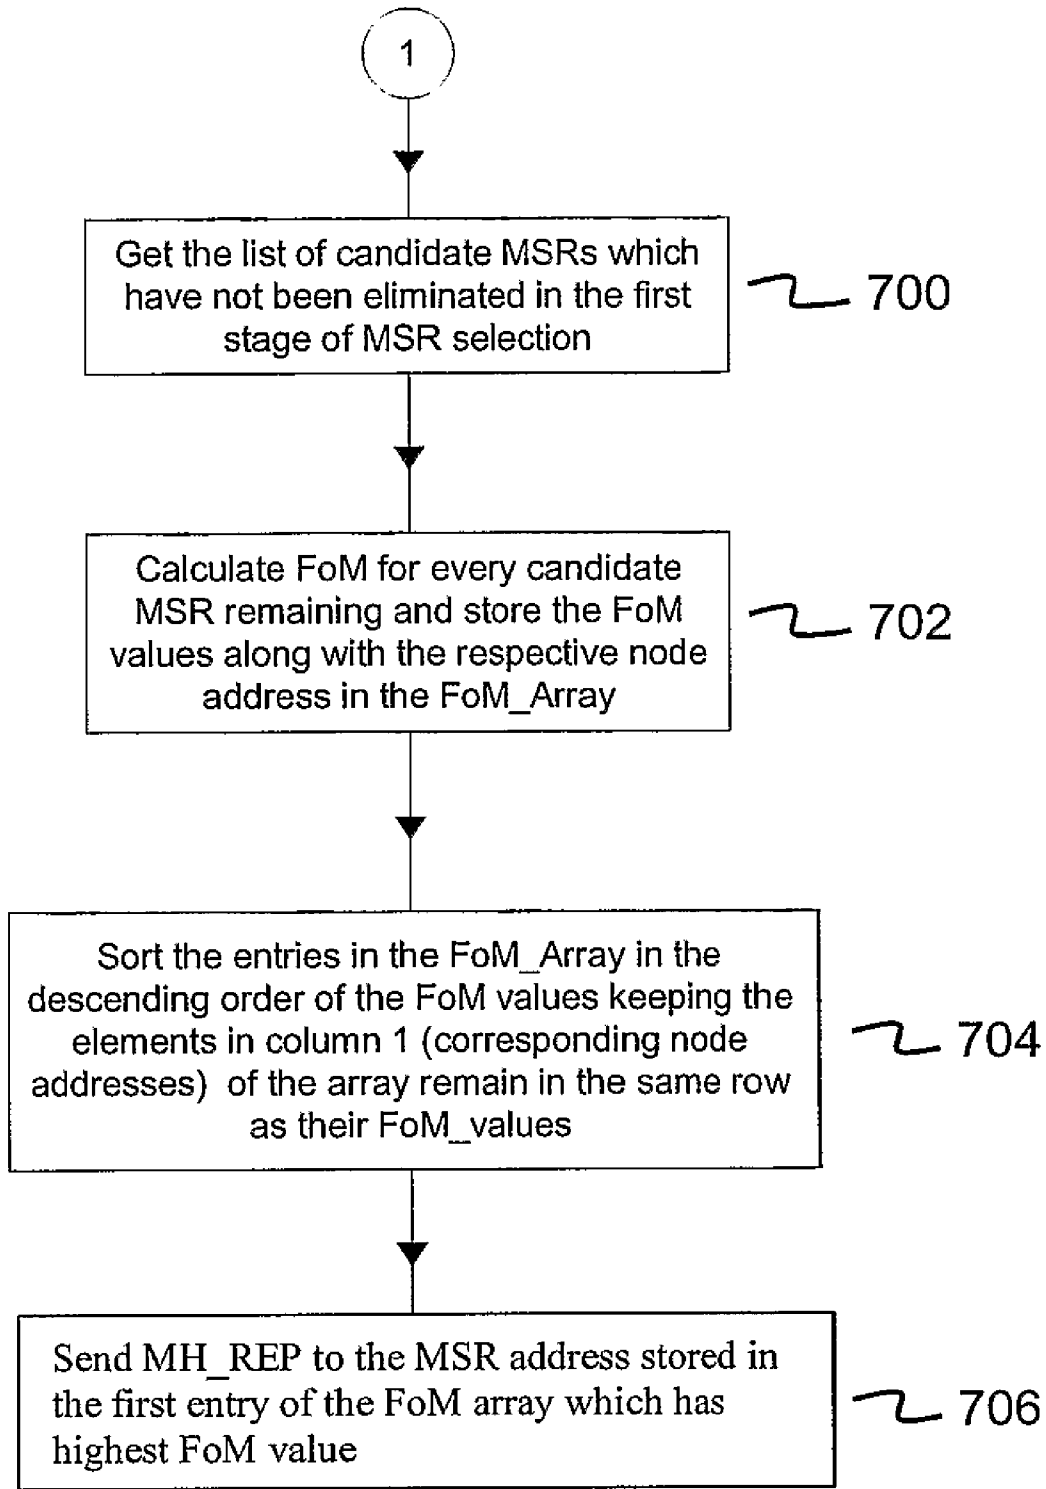 1
Get the list of candidate MSRs which
have not been eliminated in the first
stage of MSR selection
700
Calculate FoM for every candidate
MSR remaining and store the FoM
values along with the respective node
address in the FoM_Array
702
Sort the entries in the FoM_Array in the
descending order of the FoM values keeping the
elements in column 1 (corresponding node
addresses) of the array remain in the same row
as their FoM_values
704
Send MH_REP to the MSR address stored in
the first entry of the FoM array which has
highest FoM value
706